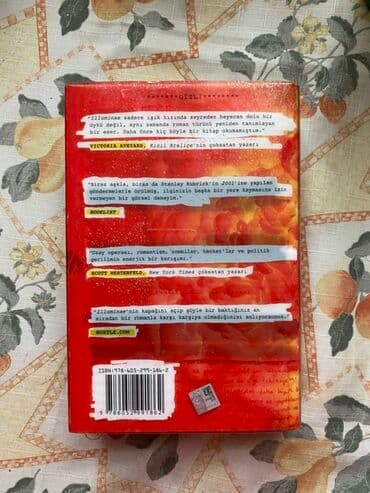 GİZLİ
"Illuminae sadece ışık hızında seyreden heyecan dolu bir
öykü değil, aynı zamanda roman türünü yeniden tanımlayan
bir eser. Daha önce hiç böyle bir kitap okumamıştım."
VICTORIA AVEYARD, Kızıl Kraliçe'nin çoksatan yazarı
"Biraz aşkla, biraz da Stanley Kubrick'in 2001'ine yapılan
göndermelerle örülmüş, ilginizin başka bir yere kaymasına izin
vermeyen bir görsel deneyim."
BOOKLIST
"Uzay operası, romantizm, zombiler, hacker'lar ve politik
gerilimin enerjik bir karışımı."
SCOTT WESTERFELD, New York Times çoksatan yazarı
"Illuminae'nin kapağını açıp şöyle bir baktığınız an
sıradan bir romanla karşı karşıya olmadığınızı anlıyorsunuz."
BUSTLE.COM
ISBN:978-605-299-186-2
9 786052 991862